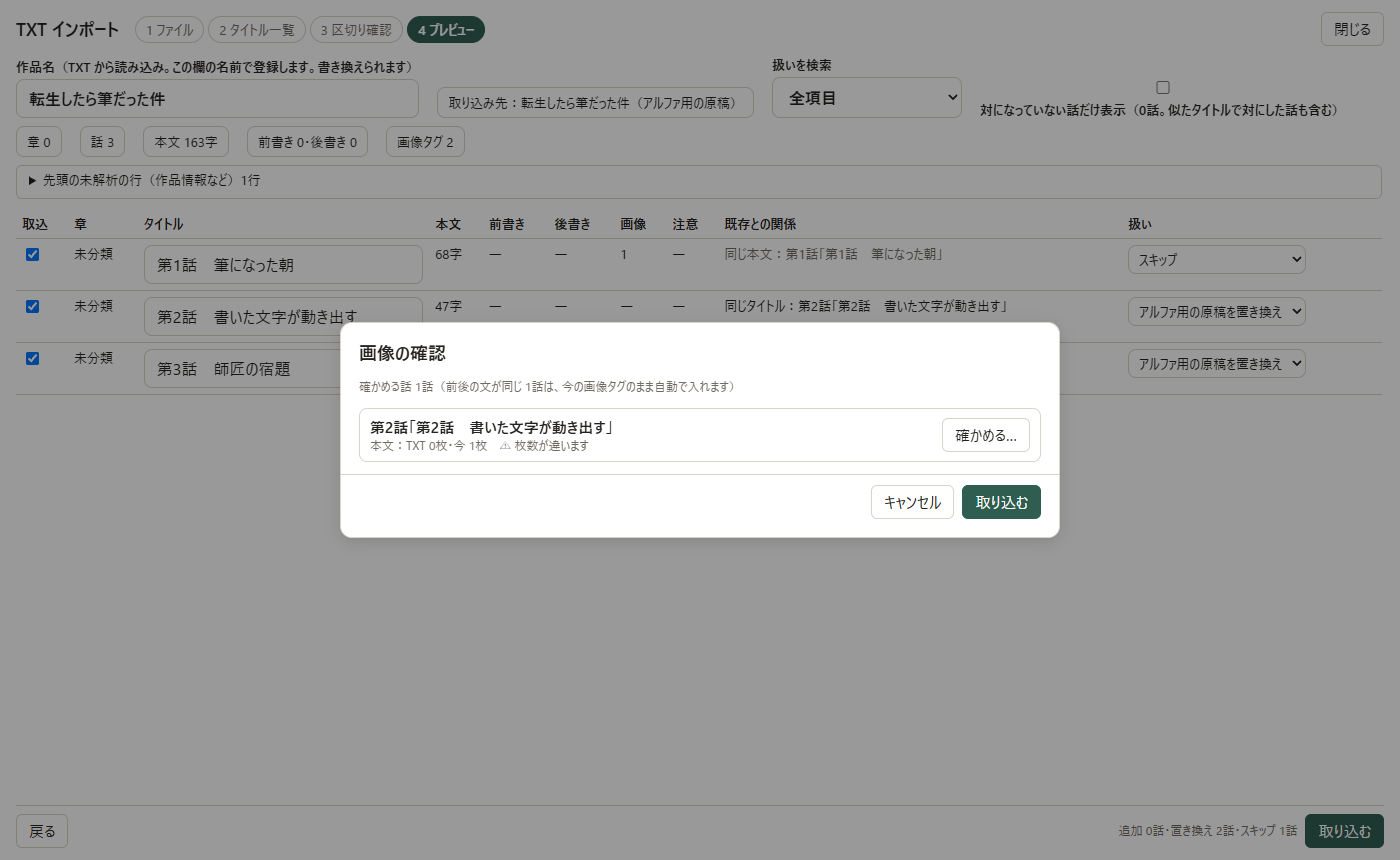 TXT インポート 1 ファイル 2 タイトル一覧 3 区切り確認 4 プレビュー 閉じる
作品名（TXT から読み込み。この欄の名前で登録します。書き換えられます） 扱いを検索
転生したら筆だった件 取り込み先：転生したら筆だった件（アルファ用の原稿） 全項目
対になっていない話だけ表示（0話。似たタイトルで対にした話も含む）
章 0 話 3 本文 163字 前書き 0・後書き 0 画像タグ 2
▶ 先頭の未解析の行（作品情報など）1行
取込 章 タイトル 本文 前書き 後書き 画像 注意 既存との関係 扱い
未分類 第1話　筆になった朝 68字 — — 1 — 同じ本文：第1話「第1話　筆になった朝」 スキップ
未分類 第2話　書いた文字が動き出す 47字 — — — — 同じタイトル：第2話「第2話　書いた文字が動き出す」 アルファ用の原稿を置き換え
未分類 第3話　師匠の宿題 アルファ用の原稿を置き換え
画像の確認
確かめる話 1話（前後の文が同じ 1話は、今の画像タグのまま自動で入れます）
第2話「第2話　書いた文字が動き出す」
本文：TXT 0枚・今 1枚　⚠ 枚数が違います
確かめる...
キャンセル 取り込む
戻る 追加 0話・置き換え 2話・スキップ 1話 取り込む